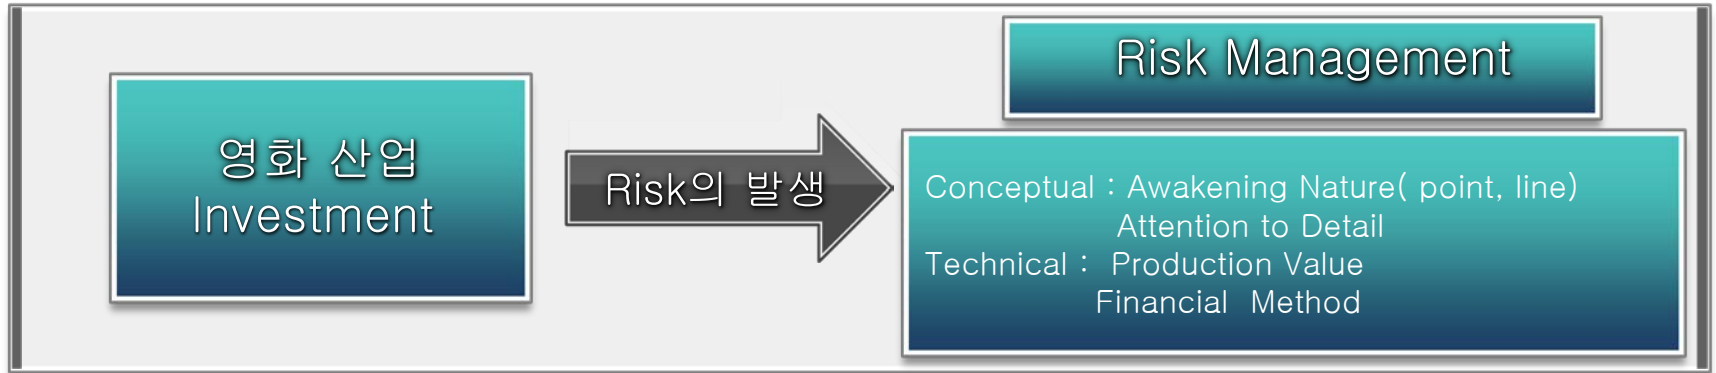 영화 산업
Investment
Risk의 발생
Risk Management
Conceptual : Awakening Nature( point, line)
Attention to Detail
Technical : Production Value
Financial Method